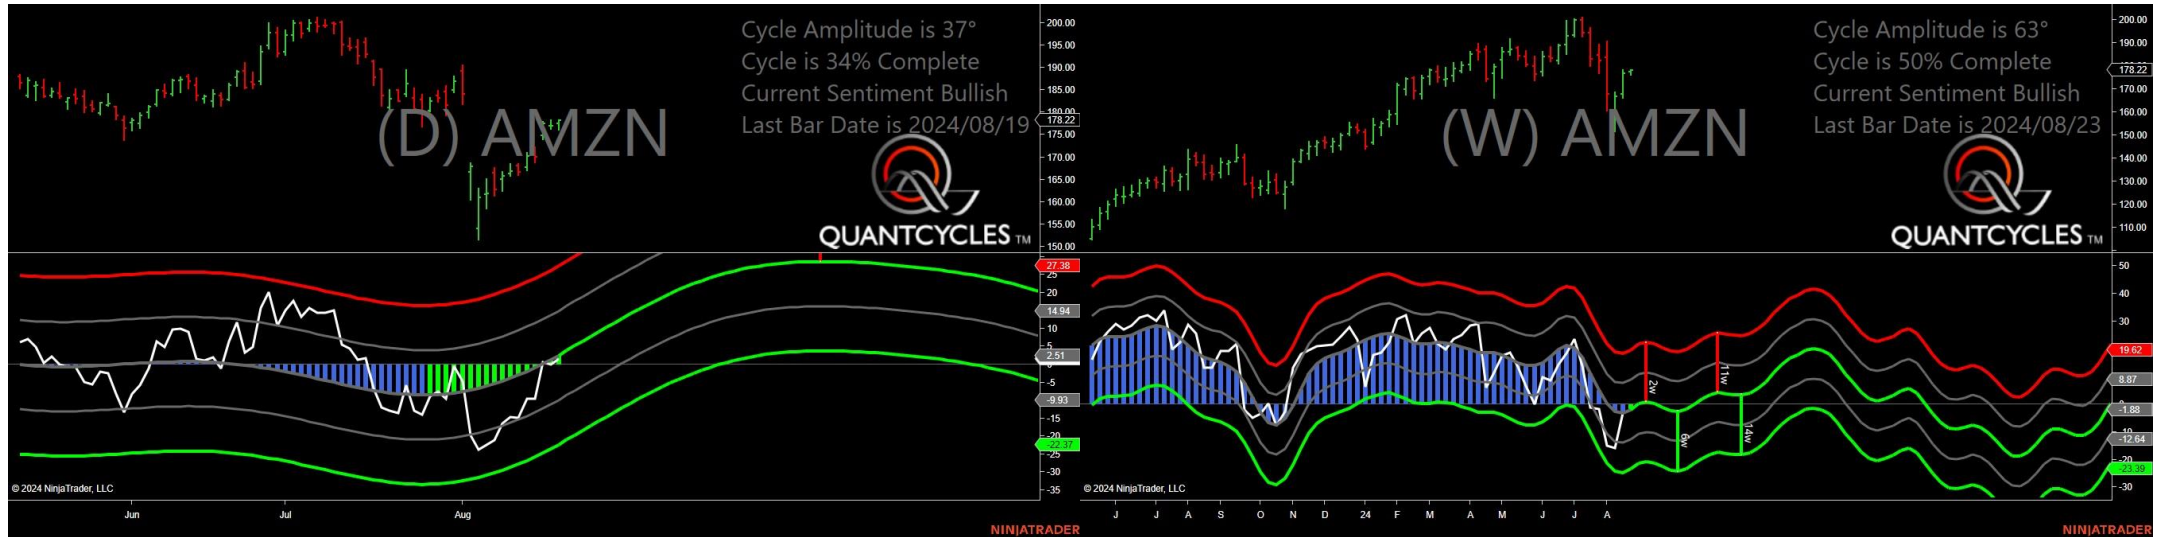 Cycle Amplitude is 37°
Cycle is 34% Complete
Current Sentiment Bullish
Last Bar Date is 2024/08/19
(D) AMZN
QUANTCYCLES TM
200.00
195.00
190.00
185.00
180.00
178.22
175.00
170.00
165.00
160.00
155.00
150.00
27.38
25
20
14.94
10
5
2.51
-5
-9.93
-15
-20
-22.37
-25
-30
-35
© 2024 NinjaTrader, LLC
Jun
Jul
Aug
NINJATRADER
Cycle Amplitude is 63°
Cycle is 50% Complete
Current Sentiment Bullish
Last Bar Date is 2024/08/23
(W) AMZN
QUANTCYCLES TM
200.00
190.00
178.22
170.00
160.00
150.00
140.00
130.00
120.00
110.00
50
40
30
19.62
8.87
-1.88
-12.64
-20
-23.39
-30
2w
6w
11w
14w
© 2024 NinjaTrader, LLC
J J A S O N D 24 F M A M J J A
NINJATRADER